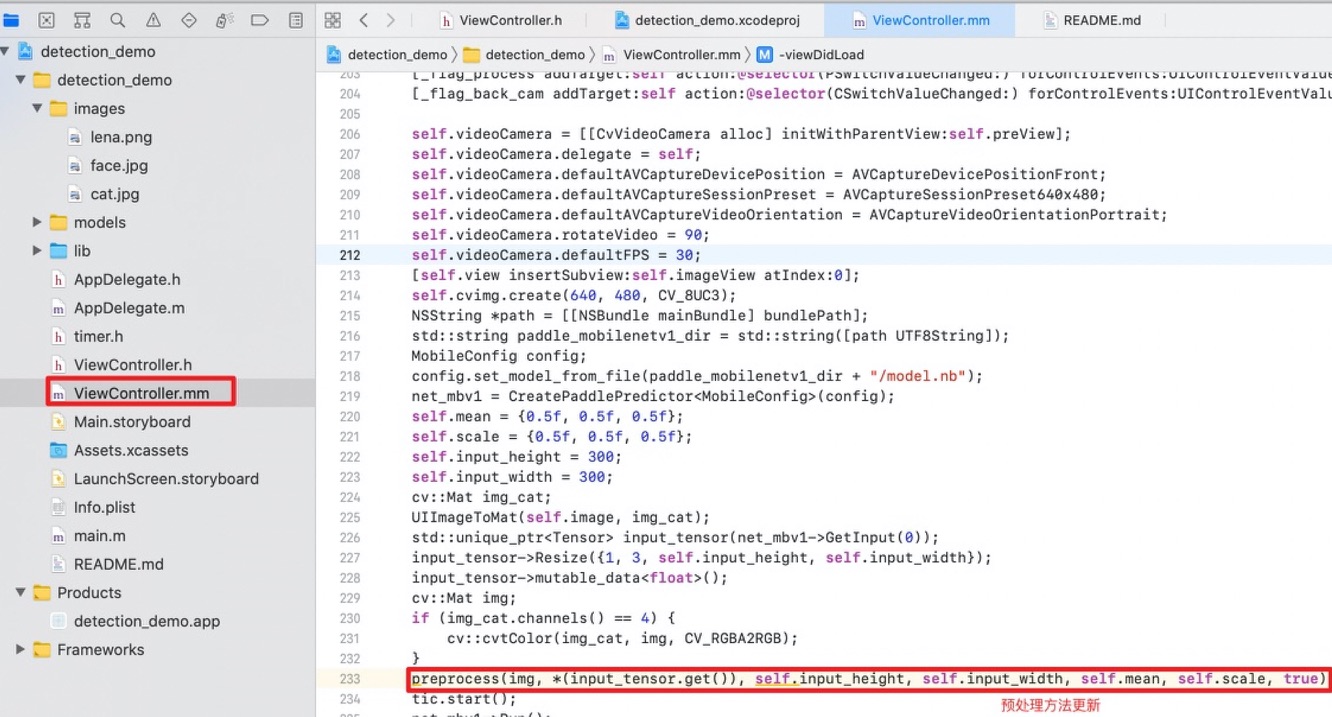 ViewController.h
detection_demo.xcodeproj
ViewController.mm
README.md
detection_demo
detection_demo
images
lena.png
face.jpg
cat.jpg
models
lib
AppDelegate.h
AppDelegate.m
timer.h
ViewController.h
ViewController.mm
Main.storyboard
Assets.xcassets
LaunchScreen.storyboard
Info.plist
main.m
README.md
Products
detection_demo.app
Frameworks
detection_demo detection_demo ViewController.mm M -viewDidLoad
203 [_flag_process addTarget:self action:@selector(PSwitchValueChanged:) forControlEvents:UIControlEventValue
204 [_flag_back_cam addTarget:self action:@selector(CSwitchValueChanged:) forControlEvents:UIControlEventValu
205
206 self.videoCamera = [[CvVideoCamera alloc] initWithParentView:self.preView];
207 self.videoCamera.delegate = self;
208 self.videoCamera.defaultAVCaptureDevicePosition = AVCaptureDevicePositionFront;
209 self.videoCamera.defaultAVCaptureSessionPreset = AVCaptureSessionPreset640x480;
210 self.videoCamera.defaultAVCaptureVideoOrientation = AVCaptureVideoOrientationPortrait;
211 self.videoCamera.rotateVideo = 90;
212 self.videoCamera.defaultFPS = 30;
213 [self.view insertSubview:self.imageView atIndex:0];
214 self.cvimg.create(640, 480, CV_8UC3);
215 NSString *path = [[NSBundle mainBundle] bundlePath];
216 std::string paddle_mobilenetv1_dir = std::string([path UTF8String]);
217 MobileConfig config;
218 config.set_model_from_file(paddle_mobilenetv1_dir + "/model.nb");
219 net_mbv1 = CreatePaddlePredictor<MobileConfig>(config);
220 self.mean = {0.5f, 0.5f, 0.5f};
221 self.scale = {0.5f, 0.5f, 0.5f};
222 self.input_height = 300;
223 self.input_width = 300;
224 cv::Mat img_cat;
225 UIImageToMat(self.image, img_cat);
226 std::unique_ptr<Tensor> input_tensor(net_mbv1->GetInput(0));
227 input_tensor->Resize({1, 3, self.input_height, self.input_width});
228 input_tensor->mutable_data<float>();
229 cv::Mat img;
230 if (img_cat.channels() == 4) {
231 cv::cvtColor(img_cat, img, CV_RGBA2RGB);
232 }
233 preprocess(img, *(input_tensor.get()), self.input_height, self.input_width, self.mean, self.scale, true)
234 tic.start();
预处理方法更新